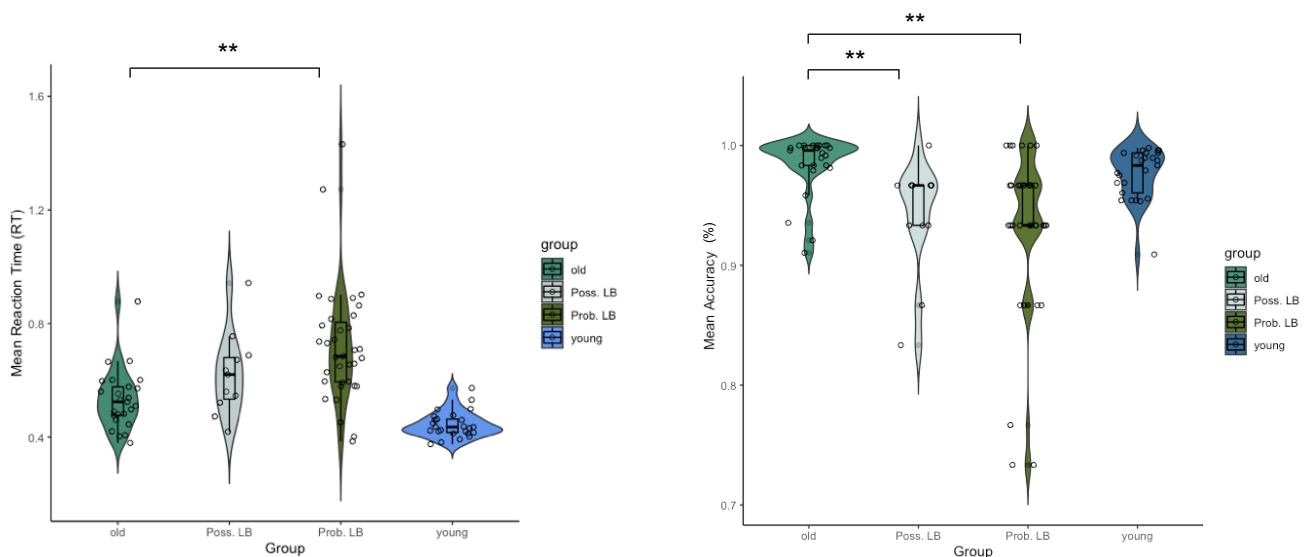 **
1.6
1.2
0.8
0.4
Mean Reaction Time (RT)
old
Poss. LB
Prob. LB
young
Group
group
old
Poss. LB
Prob. LB
young
**
**
1.0
0.9
0.8
0.7
Mean Accuracy (%)
old
Poss. LB
Prob. LB
young
Group
group
old
Poss. LB
Prob. LB
young